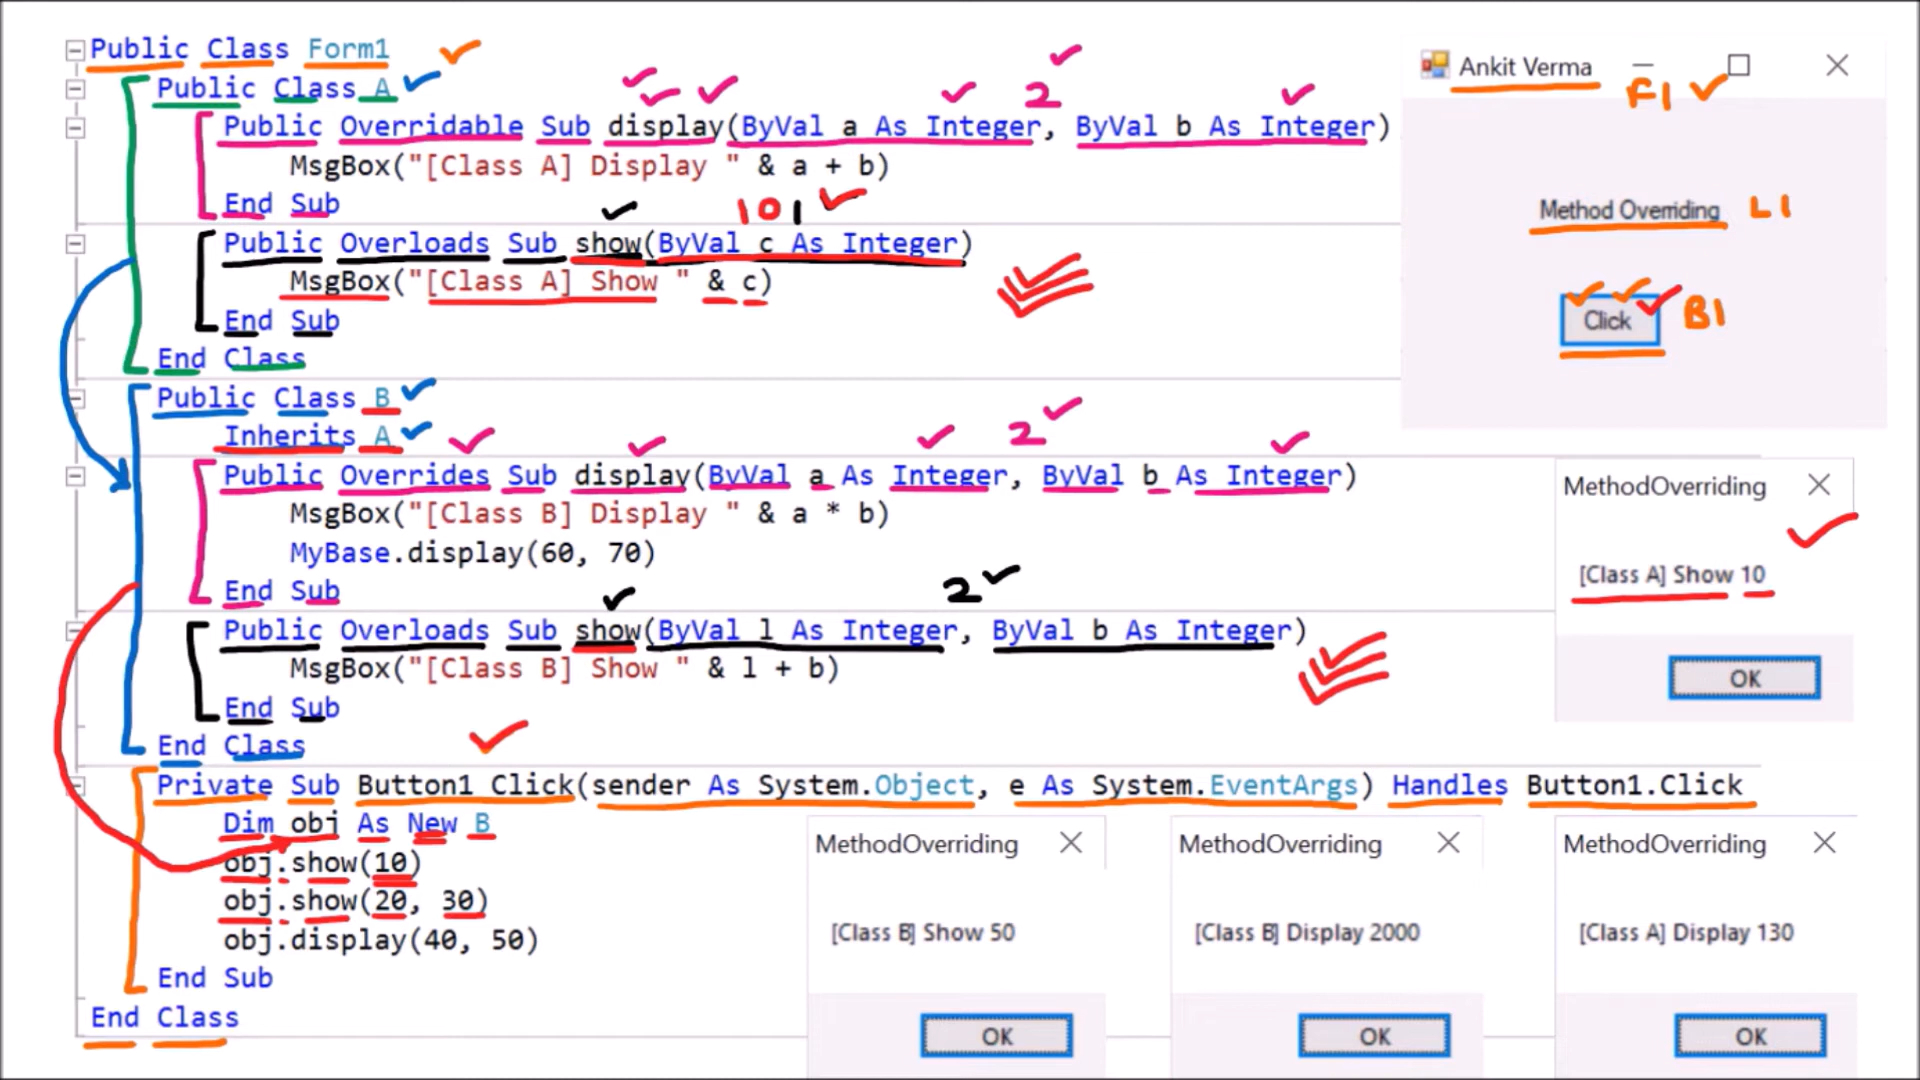 Public Class Form1
Public Class A
2
Public Overridable Sub display(ByVal a As Integer, ByVal b As Integer)
MsgBox("[Class A] Display " & a + b)
End Sub
10 1
Public Overloads Sub show(ByVal c As Integer)
MsgBox("[Class A] Show " & c)
End Sub
End Class
Public Class B
Inherits A
2
Public Overrides Sub display(ByVal a As Integer, ByVal b As Integer)
MsgBox("[Class B] Display " & a * b)
MyBase.display(60, 70)
End Sub
2
Public Overloads Sub show(ByVal l As Integer, ByVal b As Integer)
MsgBox("[Class B] Show " & l + b)
End Sub
End Class
Private Sub Button1_Click(sender As System.Object, e As System.EventArgs) Handles Button1.Click
Dim obj As New B
obj.show(10)
obj.show(20, 30)
obj.display(40, 50)
End Sub
End Class
Ankit Verma
F1
Method Overriding L1
Click B1
MethodOverriding
[Class A] Show 10
OK
MethodOverriding
[Class B] Show 50
OK
MethodOverriding
[Class B] Display 2000
OK
MethodOverriding
[Class A] Display 130
OK